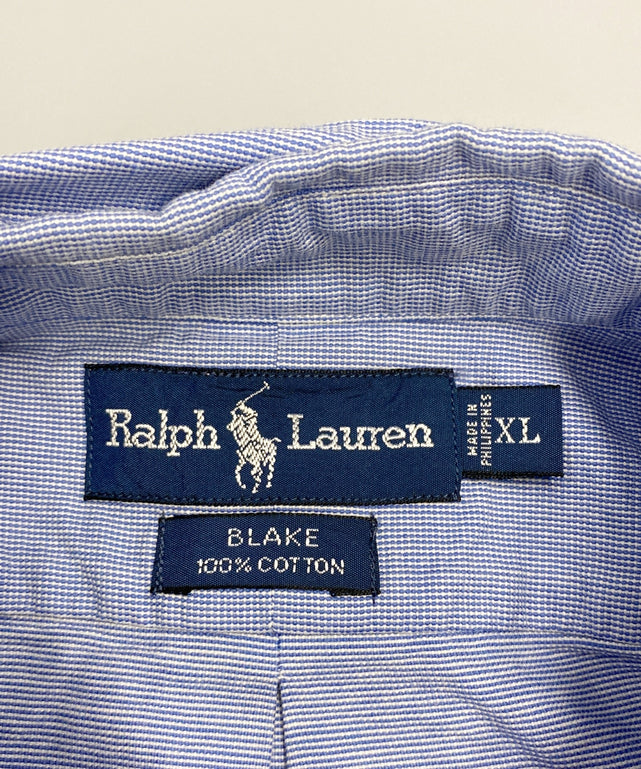 Ralph Lauren
MADE IN
PHILIPPINES
XL
BLAKE
100% COTTON